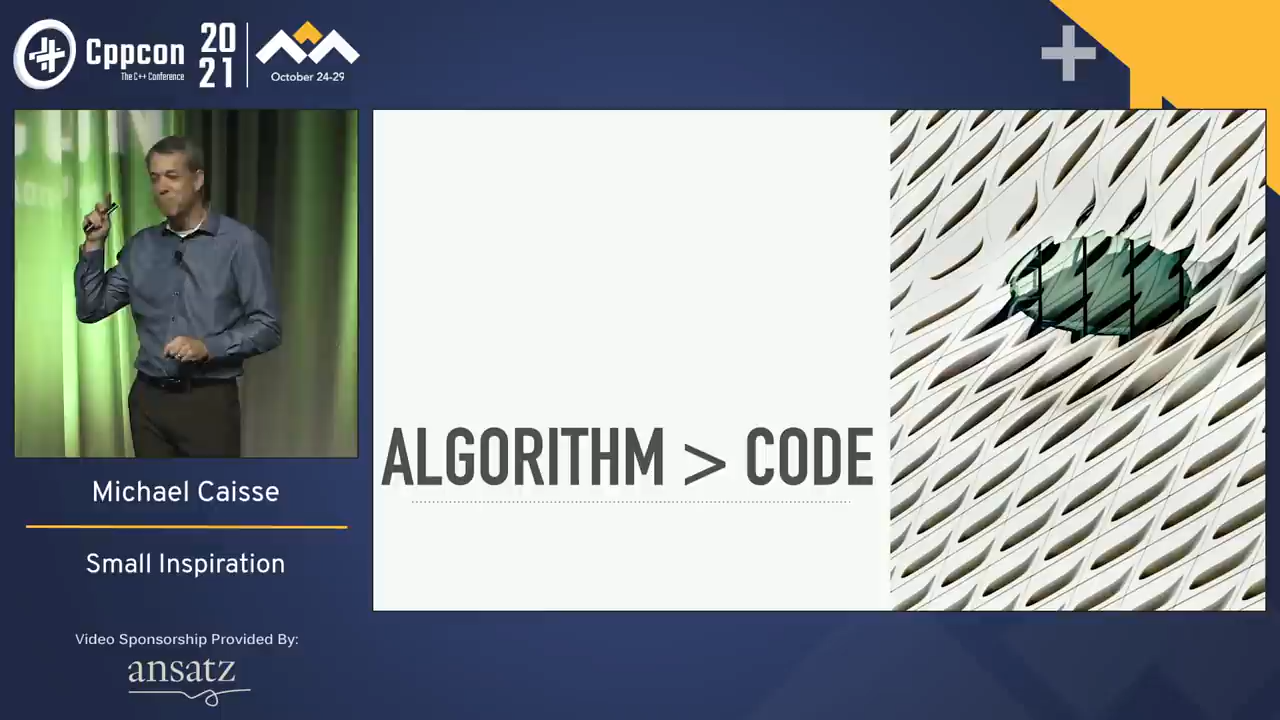 Cppcon
The C++ Conference
20
21
October 24-29
ALGORITHM > CODE
Michael Caisse
Small Inspiration
Video Sponsorship Provided By:
ansatz